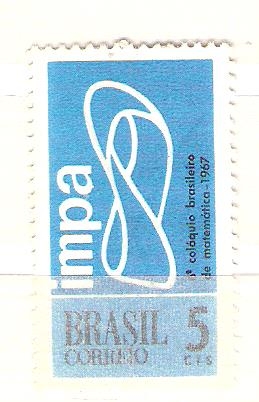 impa
6º colóquio brasileiro
de matemática-1967
BRASIL 5
CORREIO CTS